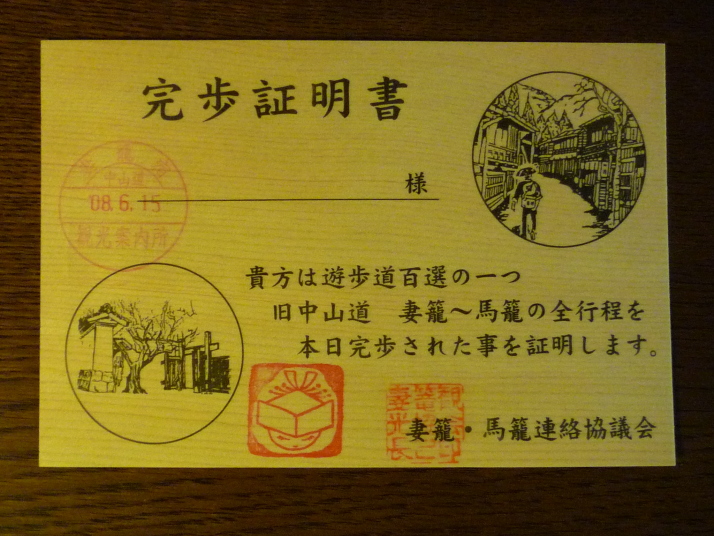 完歩証明書
様
中山道
08.6.15
観光案内所
貴方は遊歩道百選の一つ
旧中山道 妻籠～馬籠の全行程を
本日完歩された事を証明します。
妻籠・馬籠連絡協議会